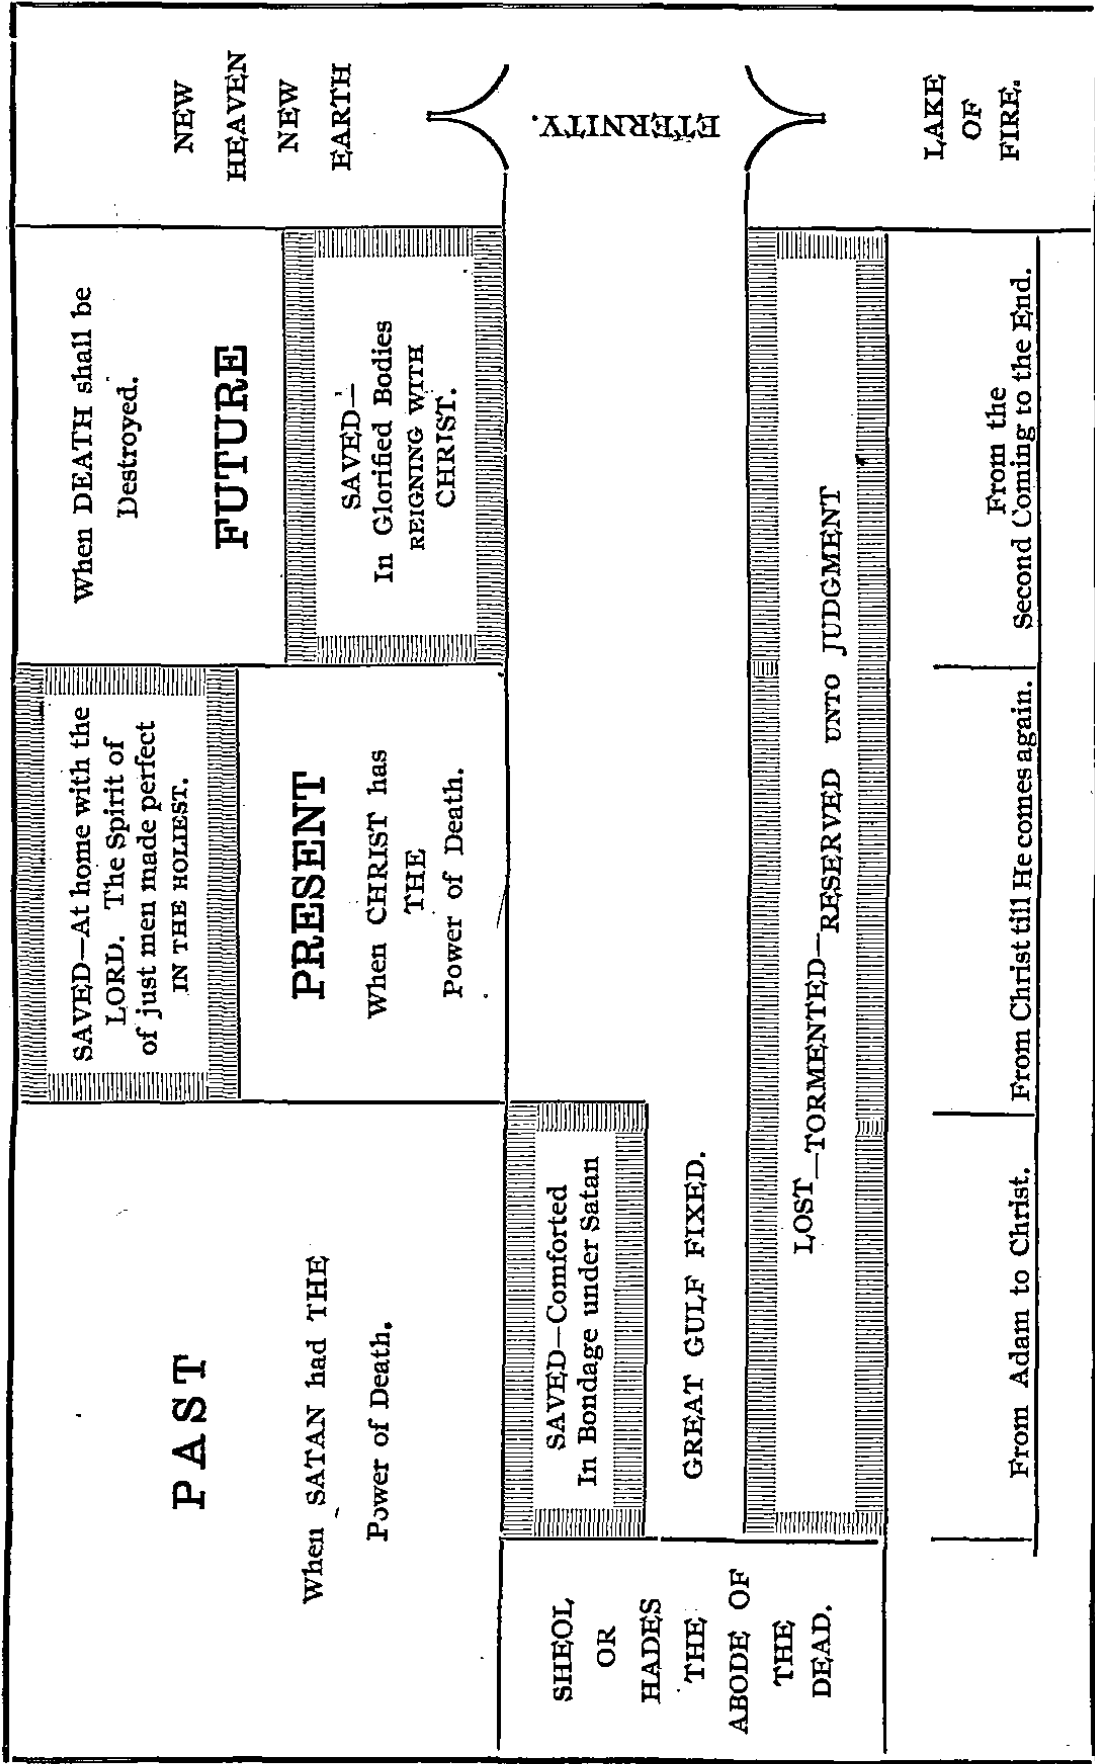 PAST
When SATAN had THE
Power of Death.
SAVED—At home with the
LORD. The Spirit of
of just men made perfect
IN THE HOLIEST.
PRESENT
When CHRIST has
THE
Power of Death.
When DEATH shall be
Destroyed.
FUTURE
SAVED—
In Glorified Bodies
REIGNING WITH
CHRIST.
NEW
HEAVEN
NEW
EARTH
ETERNITY.
LAKE
OF
FIRE.
SHEOL
OR
HADES
THE
ABODE OF
THE
DEAD.
SAVED—Comforted
In Bondage under Satan
GREAT GULF FIXED.
LOST—TORMENTED—RESERVED UNTO JUDGMENT
From Adam to Christ.
From Christ till He comes again.
From the
Second Coming to the End.